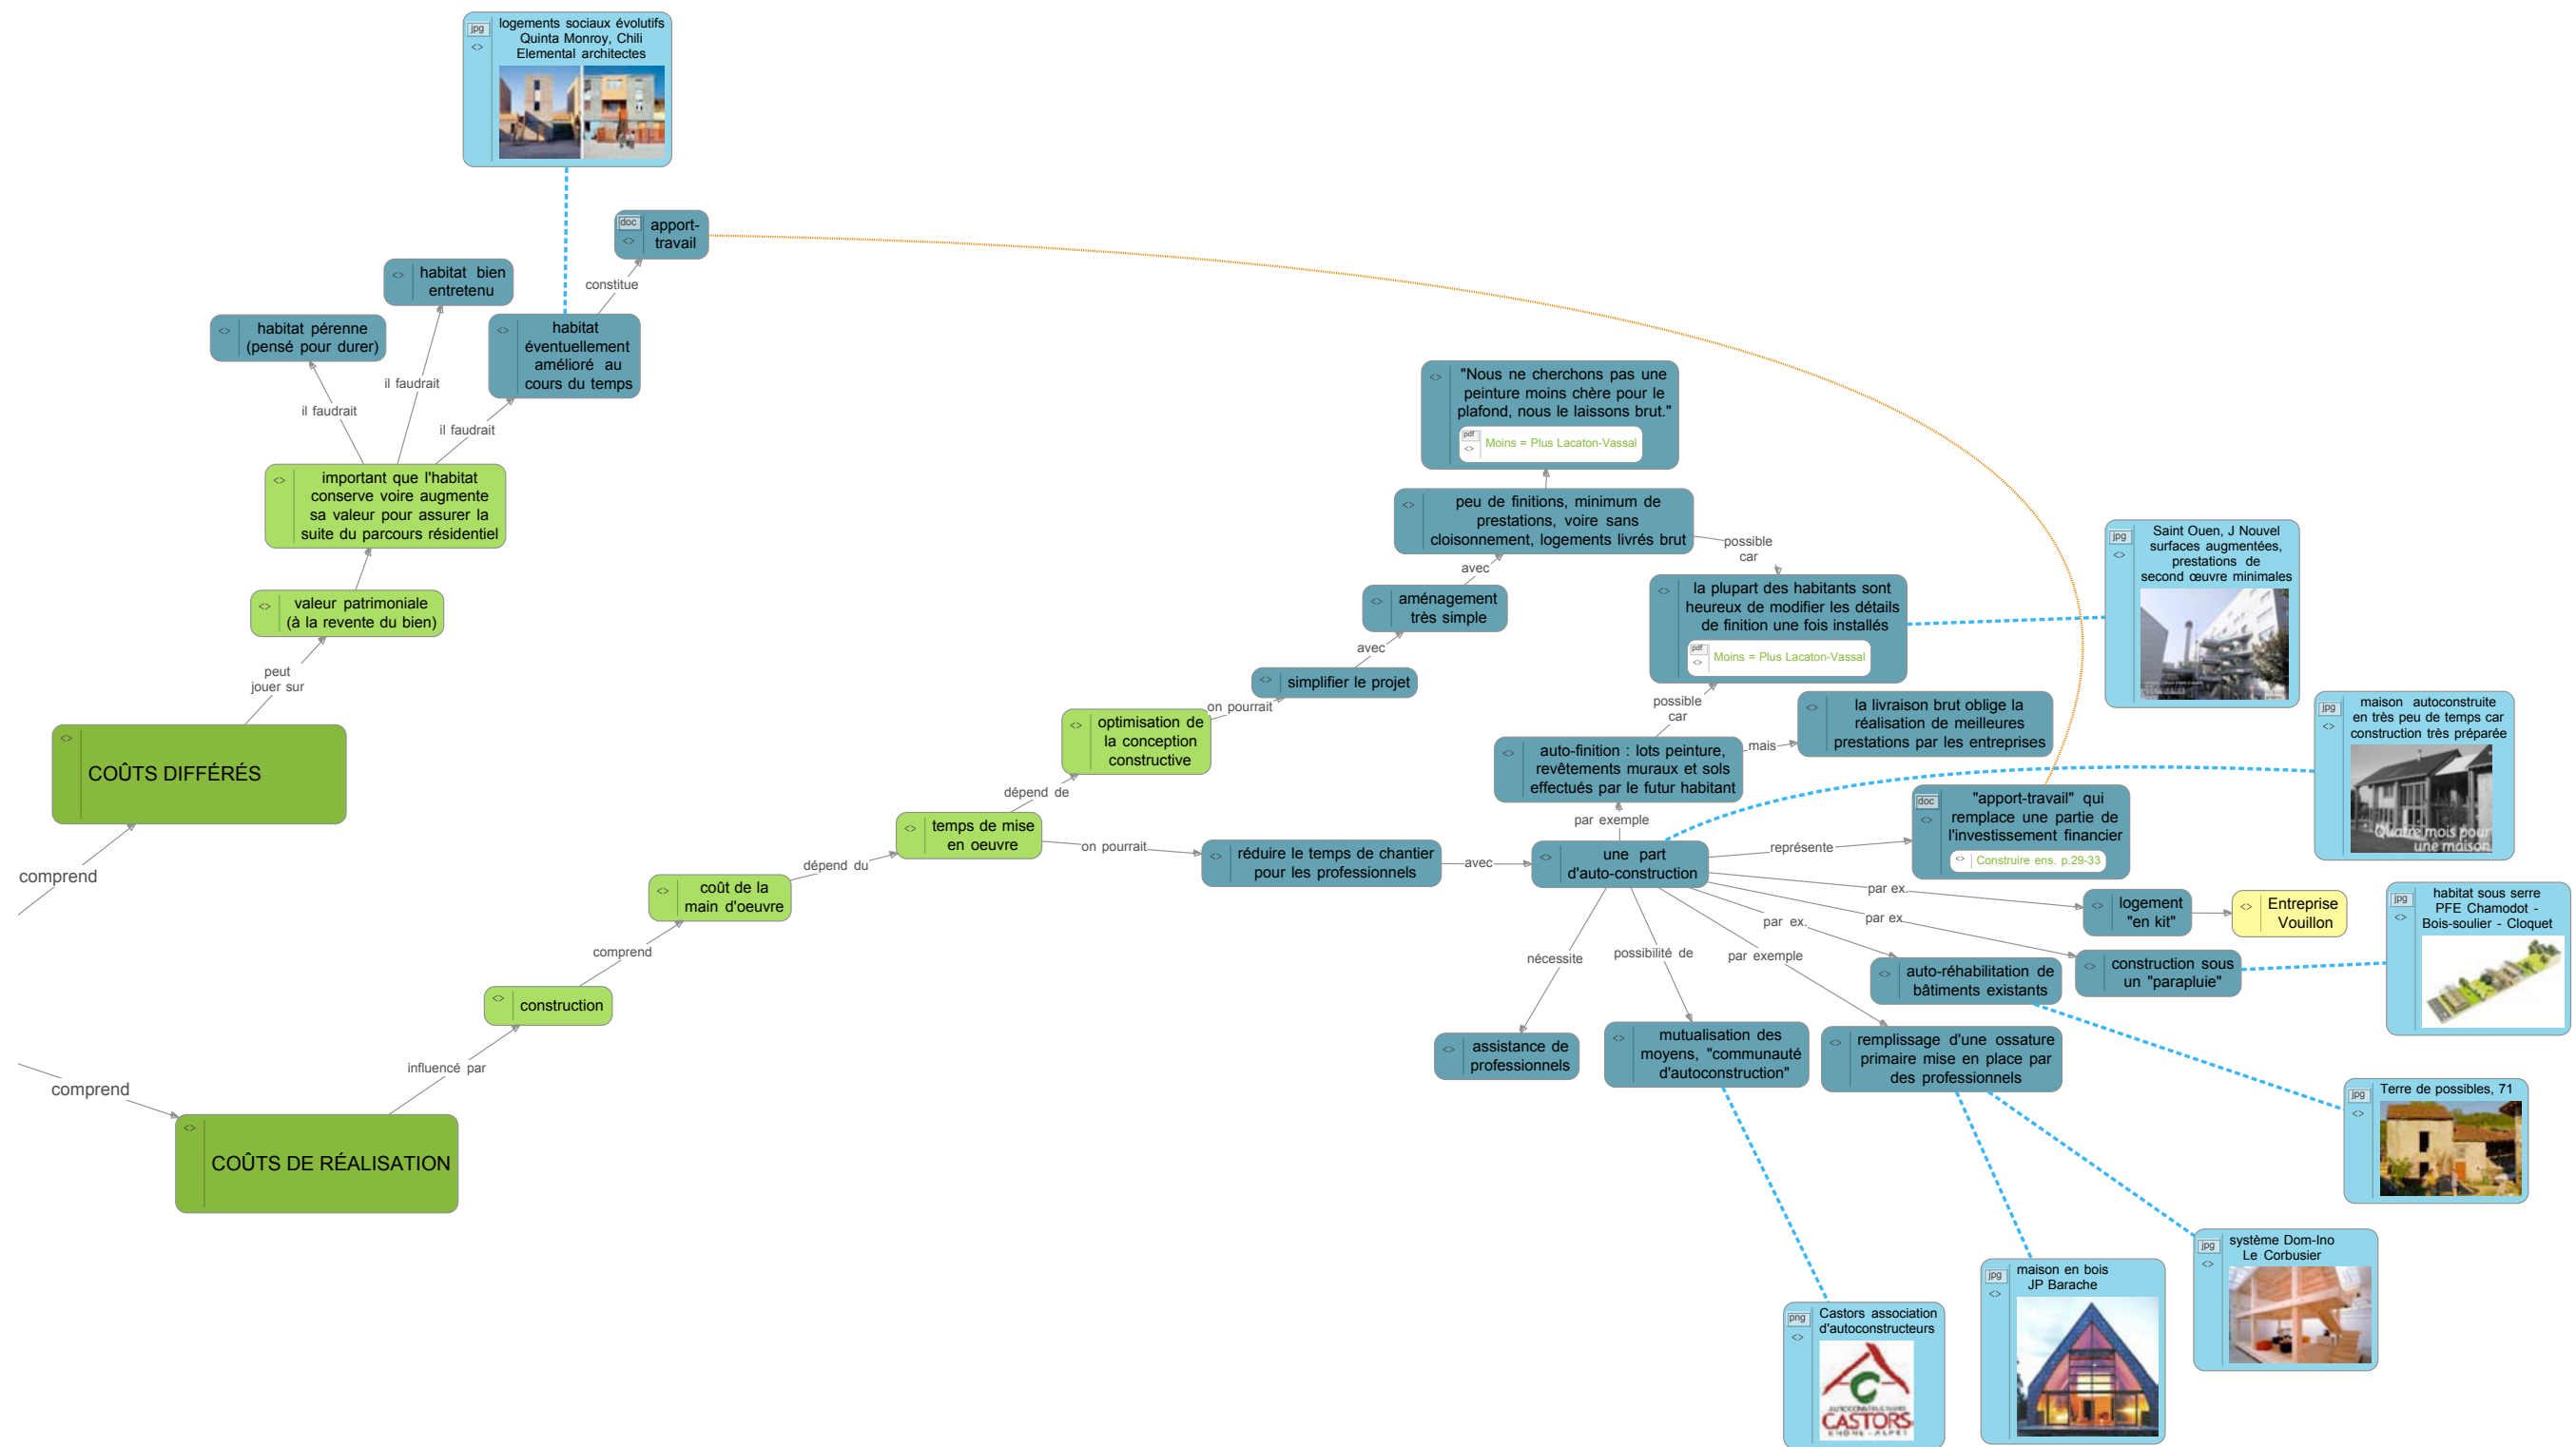 jpg
logements sociaux évolutifs
Quinta Monroy, Chili
Elemental architectes
<>
doc
apport-
travail
<>
<>
habitat bien
entretenu
constitue
<>
habitat pérenne
(pensé pour durer)
<>
habitat
éventuellement
amélioré au
cours du temps
il faudrait
il faudrait
il faudrait
<>
important que l'habitat
conserve voire augmente
sa valeur pour assurer la
suite du parcours résidentiel
<>
valeur patrimoniale
(à la revente du bien)
peut
jouer sur
<>
COÛTS DIFFÉRÉS
comprend
comprend
<>
COÛTS DE RÉALISATION
influencé par
<>
construction
comprend
<>
coût de la
main d'oeuvre
dépend du
<>
temps de mise
en oeuvre
dépend de
<>
optimisation de
la conception
constructive
on pourrait
<>
simplifier le projet
avec
<>
aménagement
très simple
avec
<>
peu de finitions, minimum de
prestations, voire sans
cloisonnement, logements livrés brut
<>
"Nous ne cherchons pas une
peinture moins chère pour le
plafond, nous le laissons brut."
pdf
<>
Moins = Plus Lacaton-Vassal
possible
car
<>
la plupart des habitants sont
heureux de modifier les détails
de finition une fois installés
pdf
<>
Moins = Plus Lacaton-Vassal
jpg
<>
Saint Ouen, J Nouvel
surfaces augmentées,
prestations de
second œuvre minimales
possible
car
<>
auto-finition : lots peinture,
revêtements muraux et sols
effectués par le futur habitant
mais
<>
la livraison brut oblige la
réalisation de meilleures
prestations par les entreprises
jpg
<>
maison autoconstruite
en très peu de temps car
construction très préparée
Quatre mois pour
une maison
par exemple
on pourrait
<>
réduire le temps de chantier
pour les professionnels
avec
<>
une part
d'auto-construction
représente
doc
<>
"apport-travail" qui
remplace une partie de
l'investissement financier
<>
Construire ens. p.29-33
par ex.
<>
logement
"en kit"
<>
Entreprise
Vouillon
par ex
<>
construction sous
un "parapluie"
jpg
<>
habitat sous serre
PFE Chamodot -
Bois-soulier - Cloquet
par ex.
<>
auto-réhabilitation de
bâtiments existants
jpg
<>
Terre de possibles, 71
nécessite
<>
assistance de
professionnels
possibilité de
<>
mutualisation des
moyens, "communauté
d'autoconstruction"
par exemple
<>
remplissage d'une ossature
primaire mise en place par
des professionnels
jpg
<>
système Dom-Ino
Le Corbusier
jpg
<>
maison en bois
JP Barache
png
<>
Castors association
d'autoconstructeurs
AUTOCONSTRUCTEURS
CASTORS
RHÔNE-ALPES